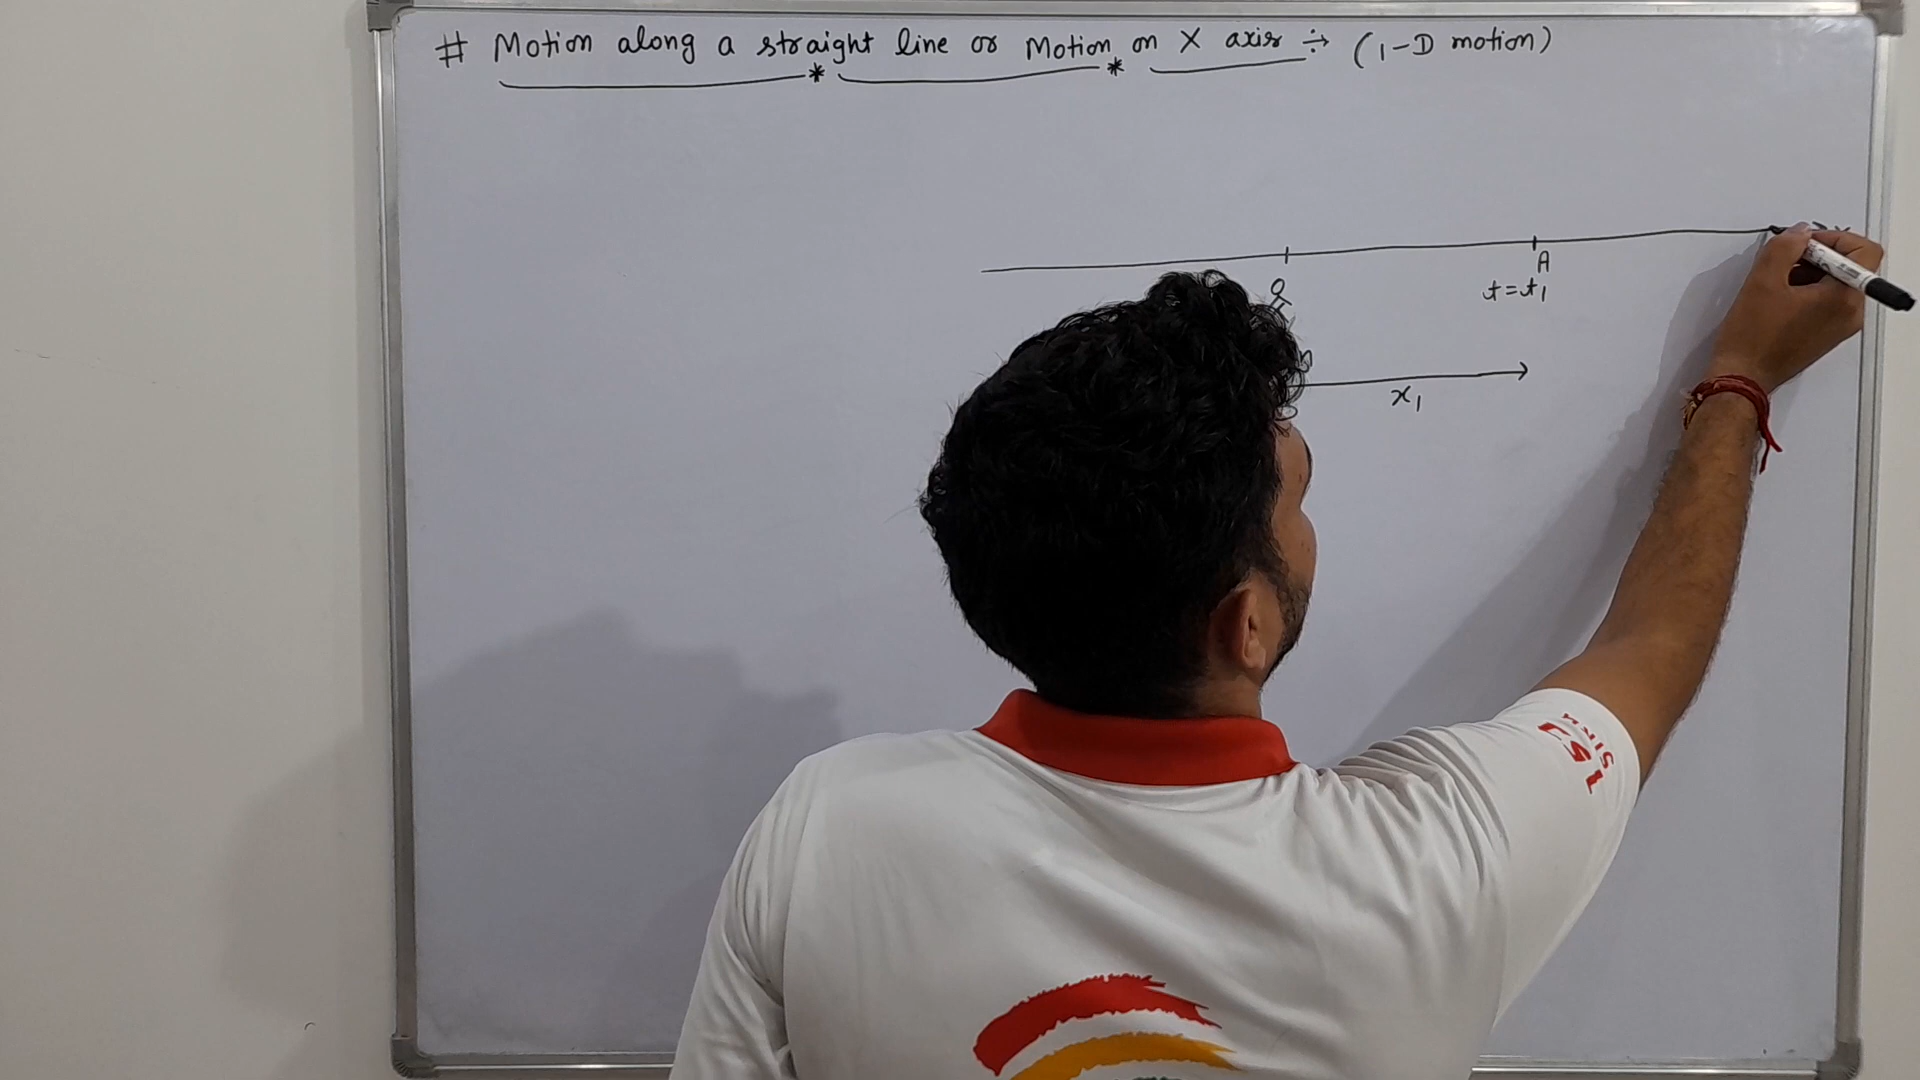 # Motion along a straight line or Motion on X axis ÷ (1-D motion)
A
O
t=t₁
x₁